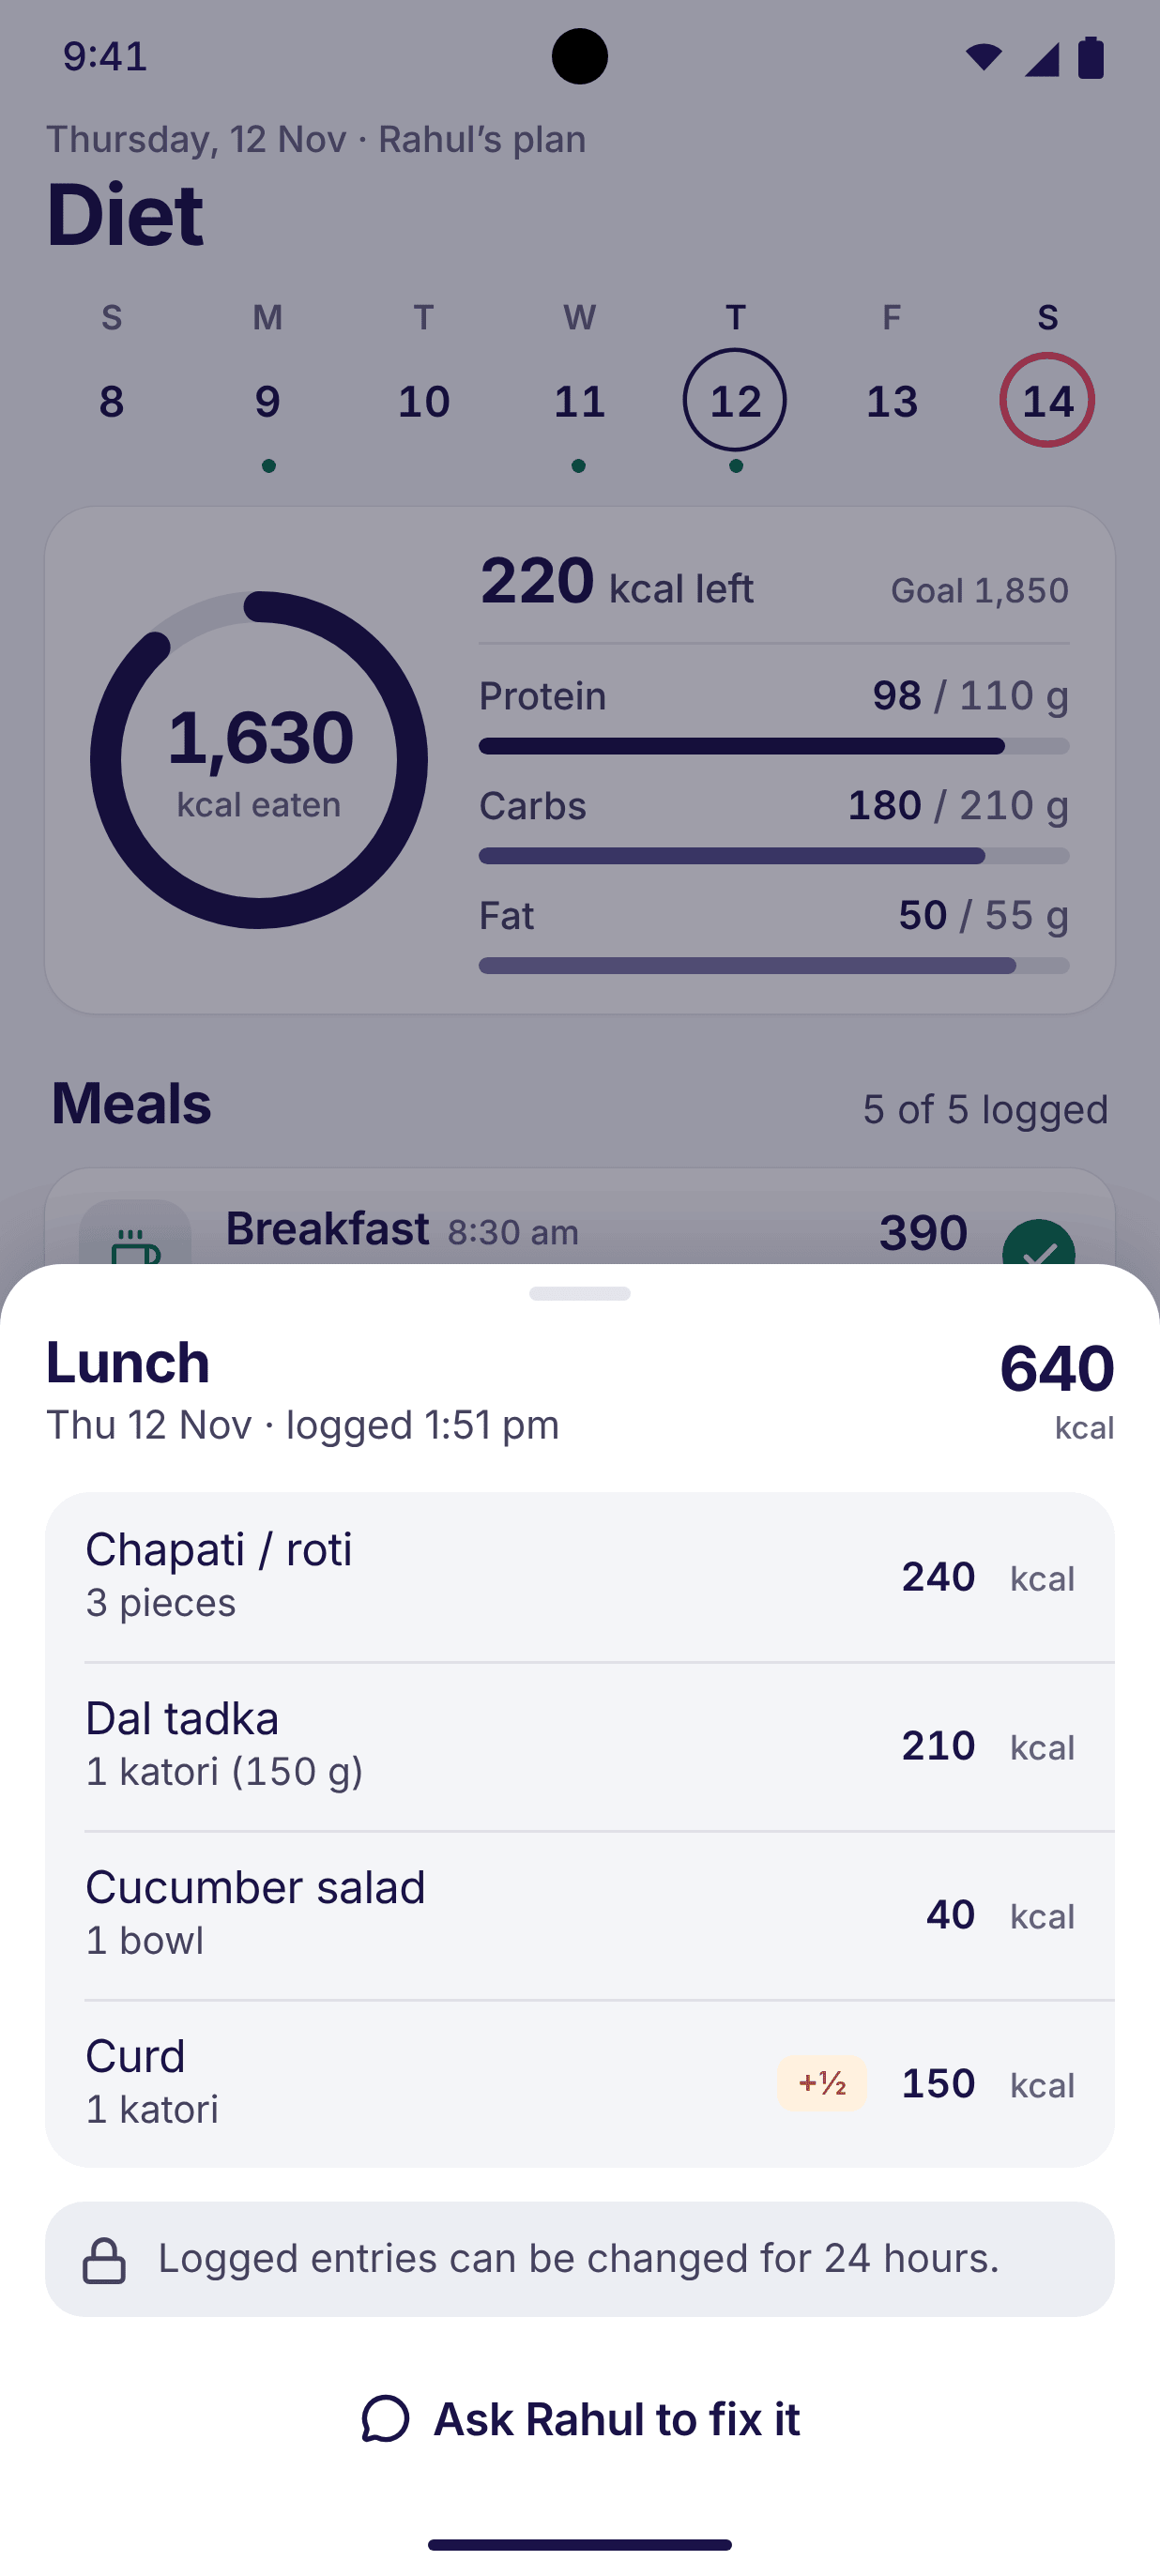 9:41
Thursday, 12 Nov · Rahul’s plan
Diet
S M T W T F S
8 9 10 11 12 13 14
220 kcal left Goal 1,850
1,630
kcal eaten
Protein 98 / 110 g
Carbs 180 / 210 g
Fat 50 / 55 g
Meals 5 of 5 logged
Breakfast 8:30 am 390
Lunch 640
Thu 12 Nov · logged 1:51 pm kcal
Chapati / roti
3 pieces
240 kcal
Dal tadka
1 katori (150 g)
210 kcal
Cucumber salad
1 bowl
40 kcal
Curd
1 katori
+½ 150 kcal
Logged entries can be changed for 24 hours.
Ask Rahul to fix it